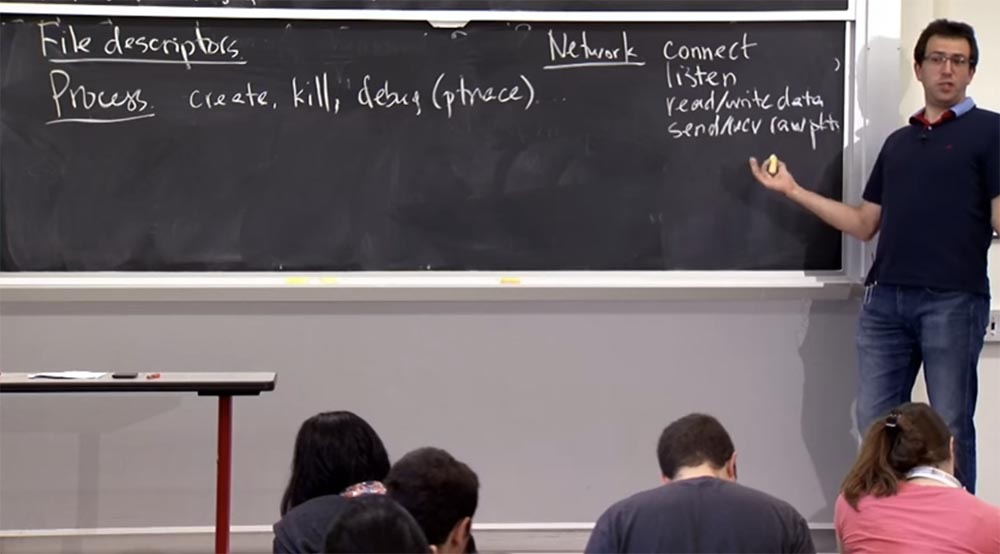 File descriptors.
Process. create, kill, debug (ptrace)...
Network connect
listen
read/write data
send/recv raw pkts